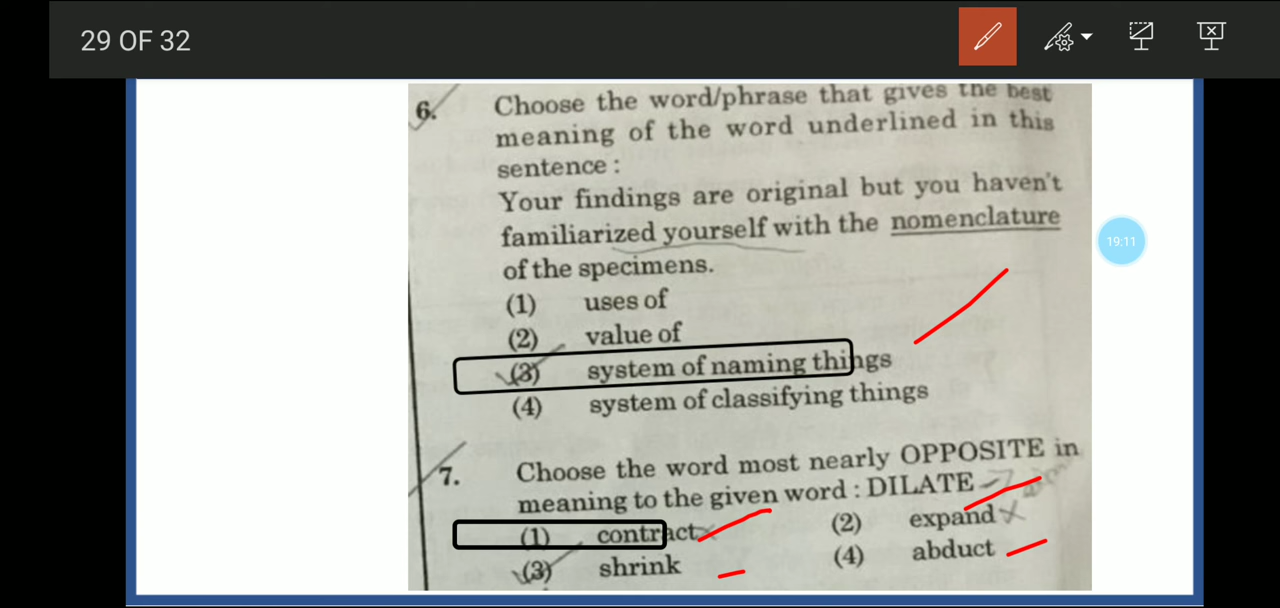 29 OF 32
6. Choose the word/phrase that gives the best
meaning of the word underlined in this
sentence :
Your findings are original but you haven't
familiarized yourself with the nomenclature
of the specimens.
19:11
(1) uses of
(2) value of
(3) system of naming things
(4) system of classifying things
7. Choose the word most nearly OPPOSITE in
meaning to the given word : DILATE
(1) contract (2) expand
(3) shrink (4) abduct